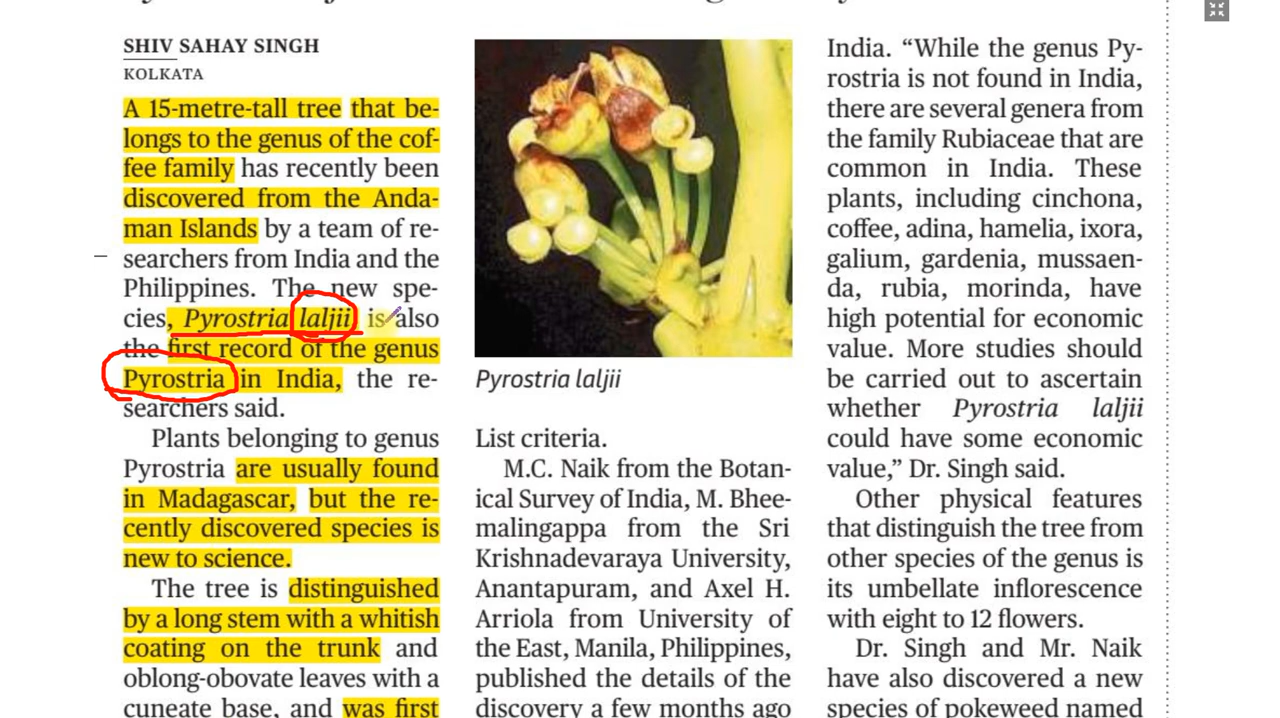 SHIV SAHAY SINGH
KOLKATA
A 15-metre-tall tree that be-
longs to the genus of the cof-
fee family has recently been
discovered from the Anda-
man Islands by a team of re-
searchers from India and the
Philippines. The new spe-
cies, Pyrostria laljii is also
the first record of the genus
Pyrostria in India, the re-
searchers said.
Plants belonging to genus
Pyrostria are usually found
in Madagascar, but the re-
cently discovered species is
new to science.
The tree is distinguished
by a long stem with a whitish
coating on the trunk and
oblong-obovate leaves with a
cuneate base, and was first
Pyrostria laljii
List criteria.
M.C. Naik from the Botan-
ical Survey of India, M. Bhee-
malingappa from the Sri
Krishnadevaraya University,
Anantapuram, and Axel H.
Arriola from University of
the East, Manila, Philippines,
published the details of the
discovery a few months ago
India. “While the genus Py-
rostria is not found in India,
there are several genera from
the family Rubiaceae that are
common in India. These
plants, including cinchona,
coffee, adina, hamelia, ixora,
galium, gardenia, mussaen-
da, rubia, morinda, have
high potential for economic
value. More studies should
be carried out to ascertain
whether Pyrostria laljii
could have some economic
value,” Dr. Singh said.
Other physical features
that distinguish the tree from
other species of the genus is
its umbellate inflorescence
with eight to 12 flowers.
Dr. Singh and Mr. Naik
have also discovered a new
species of pokeweed named